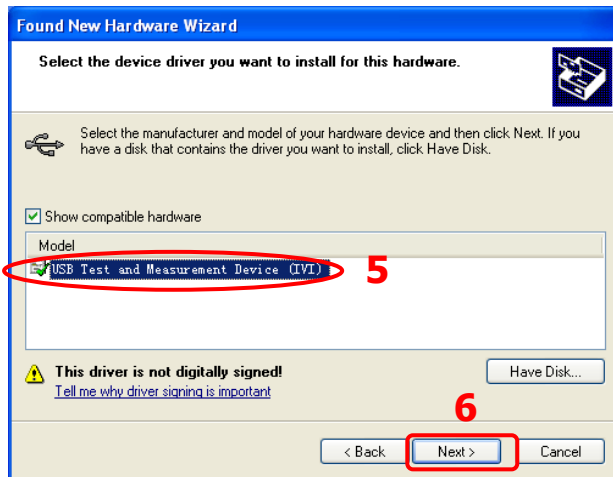 Found New Hardware Wizard
Select the device driver you want to install for this hardware.
Select the manufacturer and model of your hardware device and then click Next. If you
have a disk that contains the driver you want to install, click Have Disk.
Show compatible hardware
Model
USB Test and Measurement Device (IVI)
5
This driver is not digitally signed!
Have Disk...
Tell me why driver signing is important
6
< Back
Next >
Cancel